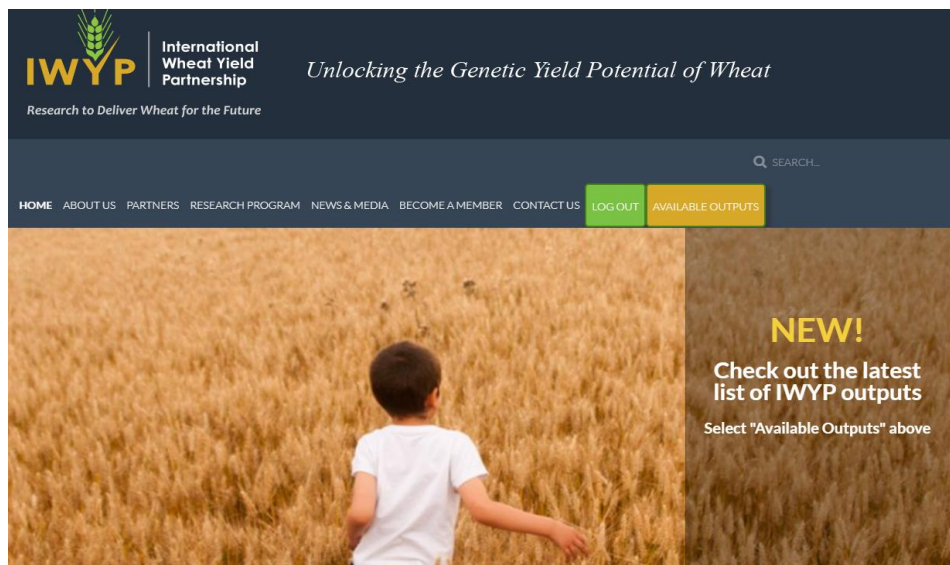 IWYP
International
Wheat Yield
Partnership
Research to Deliver Wheat for the Future
Unlocking the Genetic Yield Potential of Wheat
SEARCH...
HOME ABOUT US PARTNERS RESEARCH PROGRAM NEWS & MEDIA BECOME A MEMBER CONTACT US LOG OUT AVAILABLE OUTPUTS
NEW!
Check out the latest
list of IWYP outputs
Select "Available Outputs" above